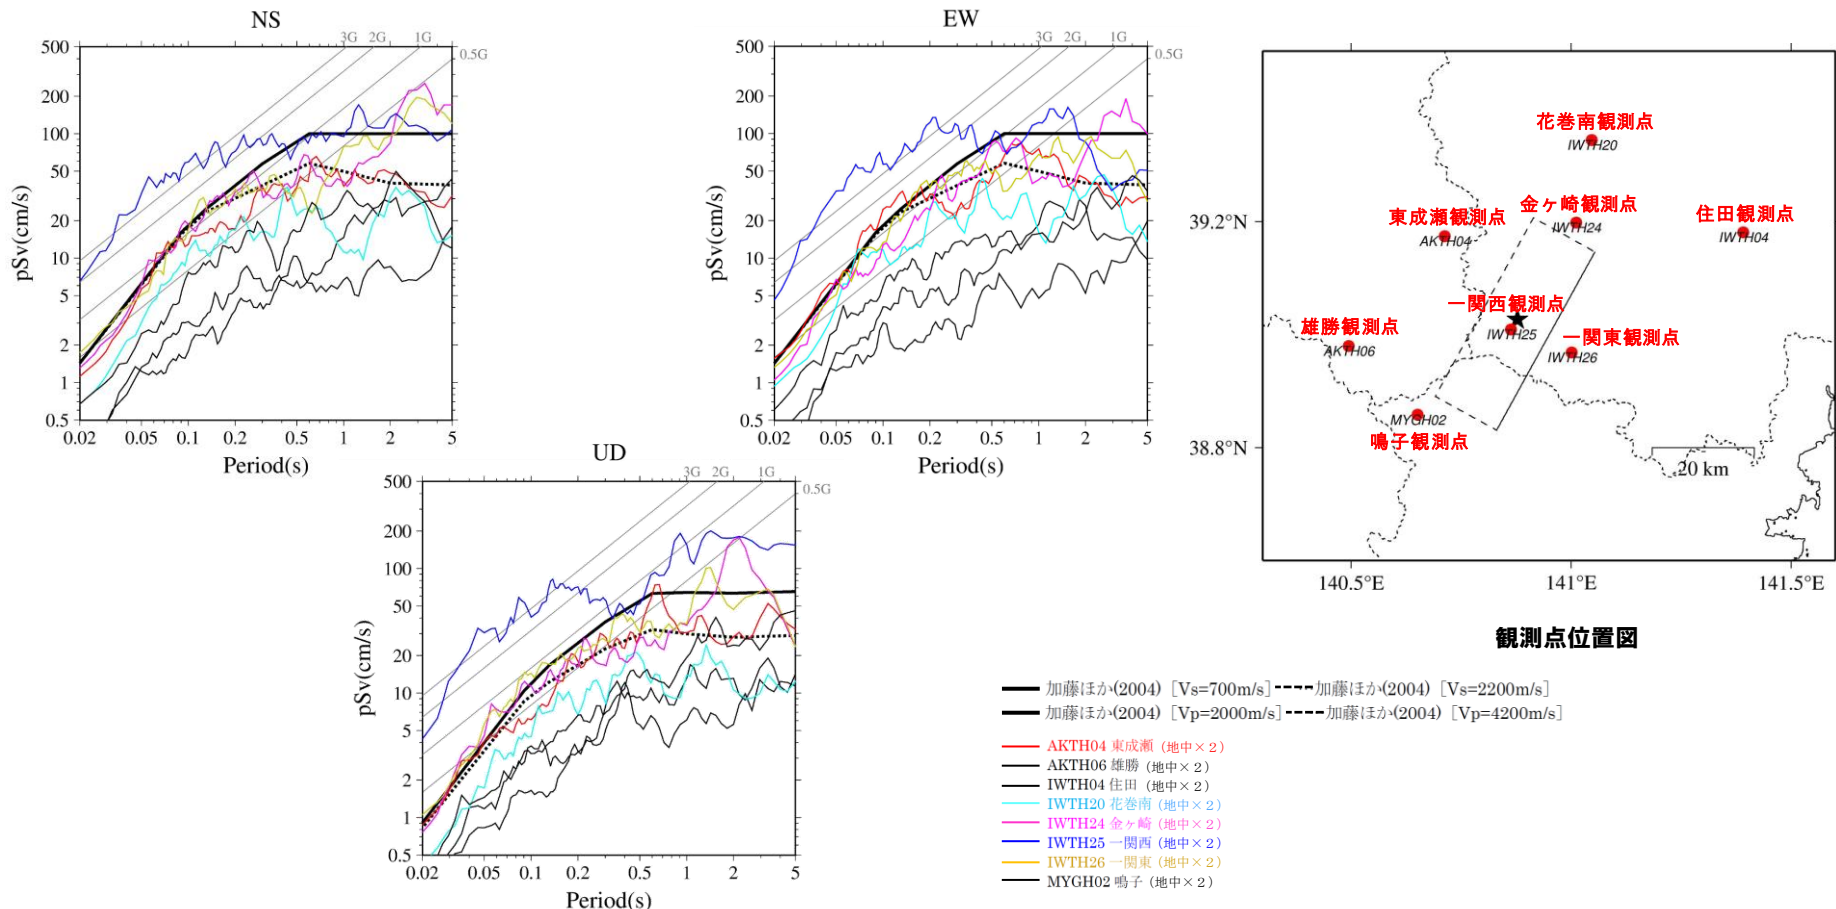 NS
3G 2G 1G
0.5G
500
200
100
50
20
10
5
2
1
0.5
pSv(cm/s)
0.02 0.05 0.1 0.2 0.5 1 2 5
Period(s)
EW
3G 2G 1G
0.5G
500
200
100
50
20
10
5
2
1
0.5
pSv(cm/s)
0.02 0.05 0.1 0.2 0.5 1 2 5
Period(s)
UD
3G 2G 1G
0.5G
500
200
100
50
20
10
5
2
1
0.5
pSv(cm/s)
0.02 0.05 0.1 0.2 0.5 1 2 5
Period(s)
花巻南観測点
IWTH20
東成瀬観測点
AKTH04
金ヶ崎観測点
IWTH24
住田観測点
IWTH04
39.2°N
一関西観測点
IWTH25
雄勝観測点
AKTH06
一関東観測点
IWTH26
MYGH02
鳴子観測点
38.8°N
20 km
140.5°E 141°E 141.5°E
観測点位置図
加藤ほか(2004)［Vs=700m/s］ 加藤ほか(2004)［Vs=2200m/s］
加藤ほか(2004)［Vp=2000m/s］ 加藤ほか(2004)［Vp=4200m/s］
AKTH04 東成瀬（地中×２）
AKTH06 雄勝（地中×２）
IWTH04 住田（地中×２）
IWTH20 花巻南（地中×２）
IWTH24 金ヶ崎（地中×２）
IWTH25 一関西（地中×２）
IWTH26 一関東（地中×２）
MYGH02 鳴子（地中×２）